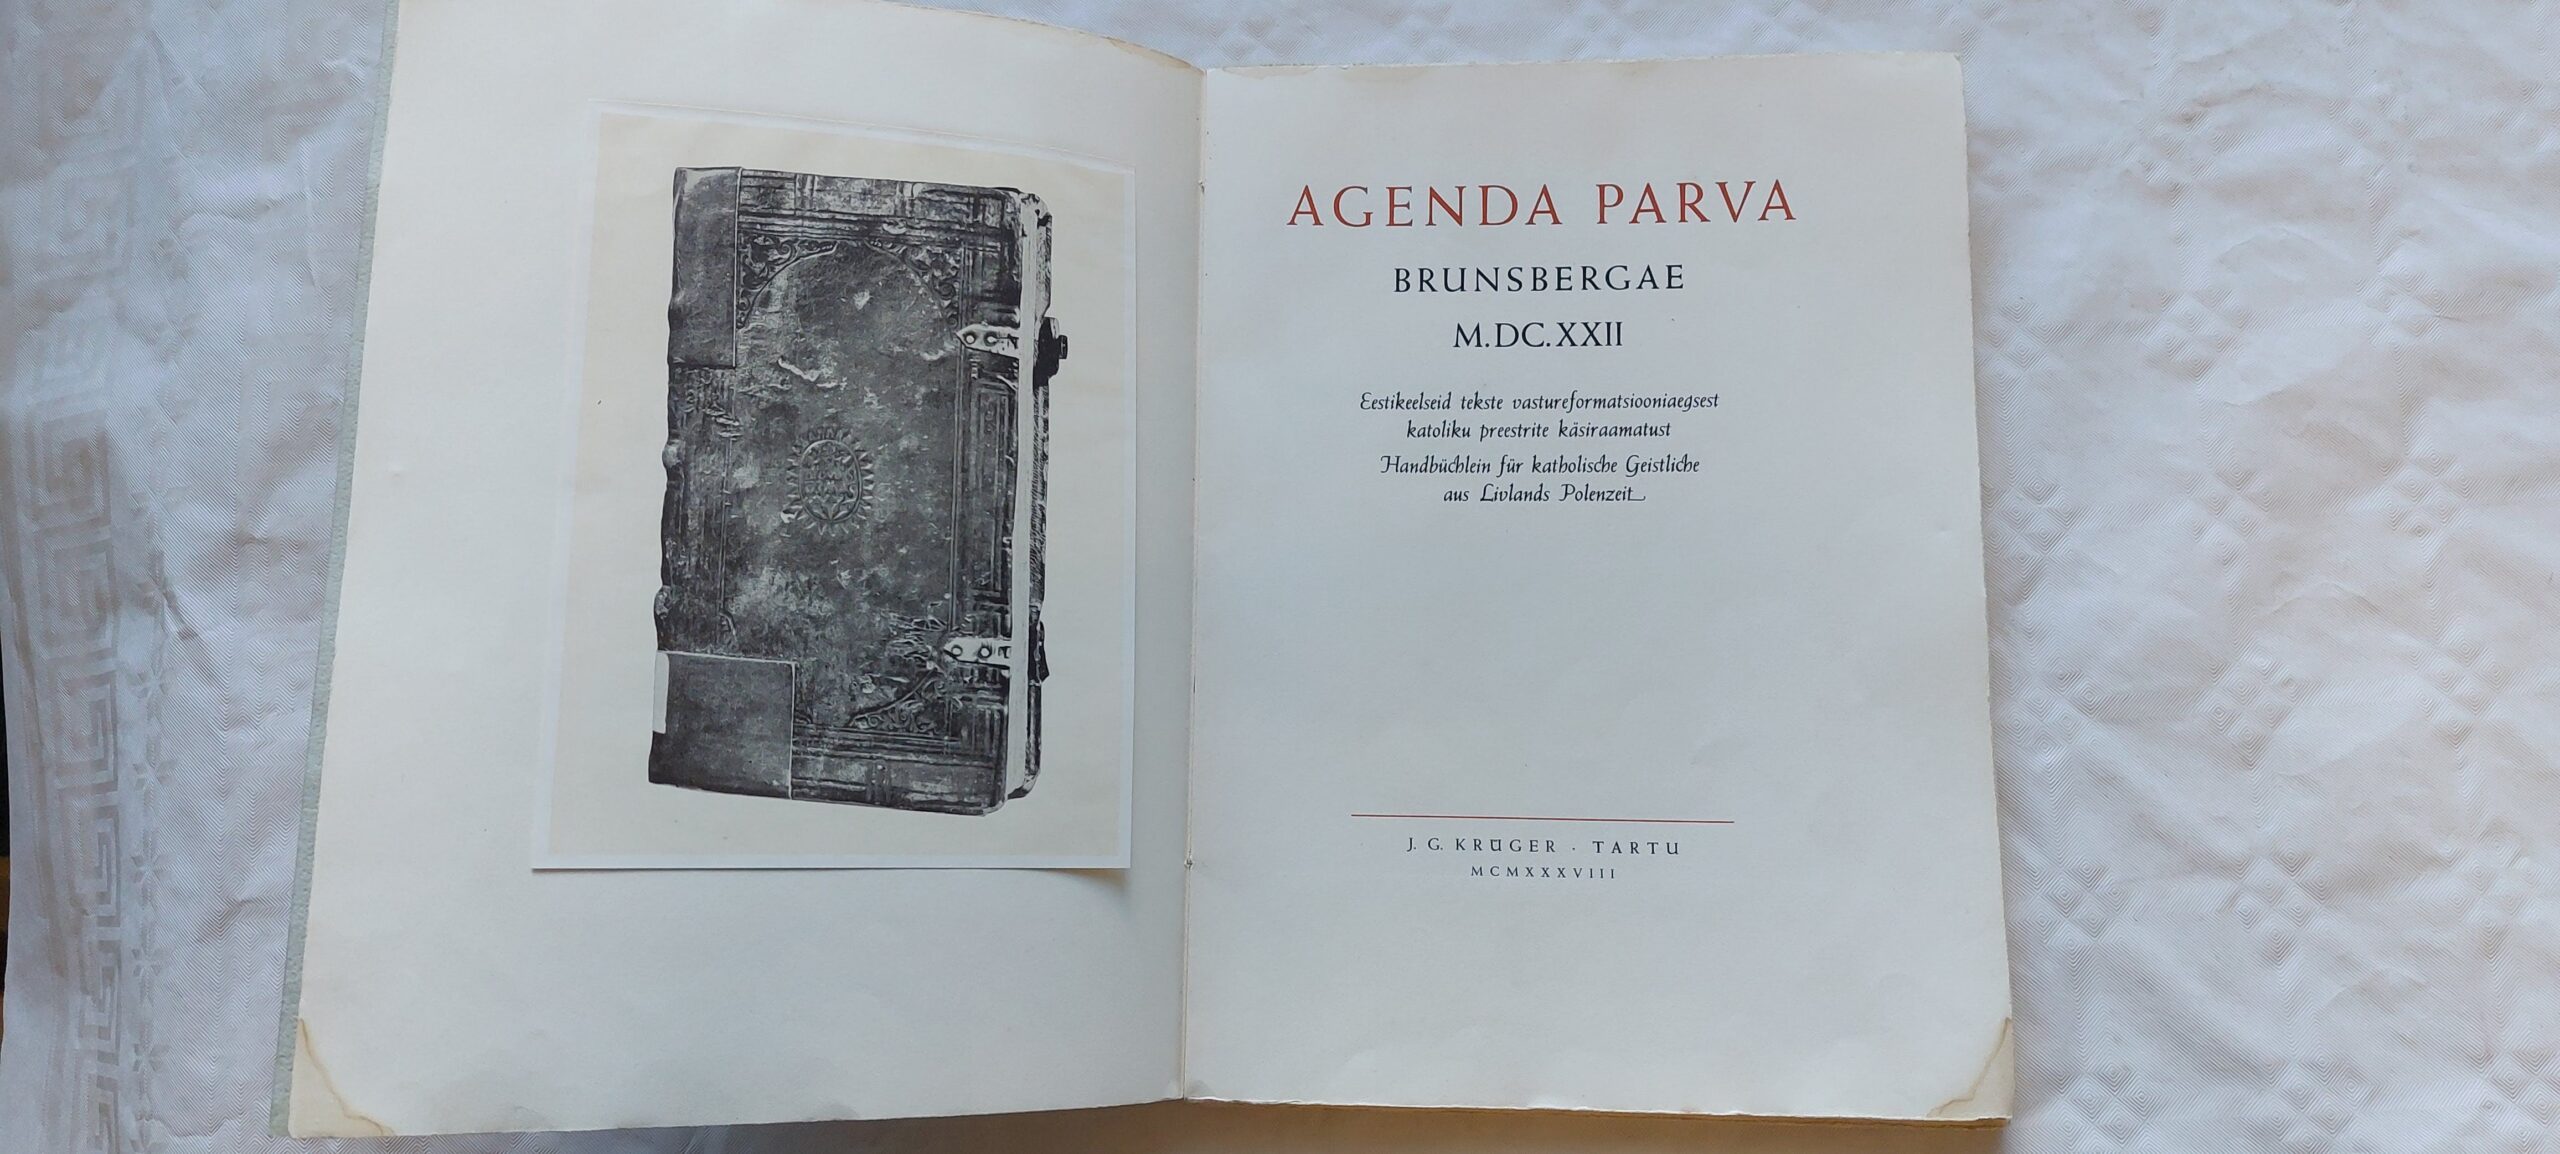 AGENDA PARVA
BRUNSBERGAE
M.DC.XXII
Eestikeelseid tekste vastureformatsiooniaegsest
katoliku preestrite käsiraamatust
Handbüchlein für katholische Geistliche
aus Livlands Polenzeit
J. G. KRÜGER · TARTU
MCMXXXVIII